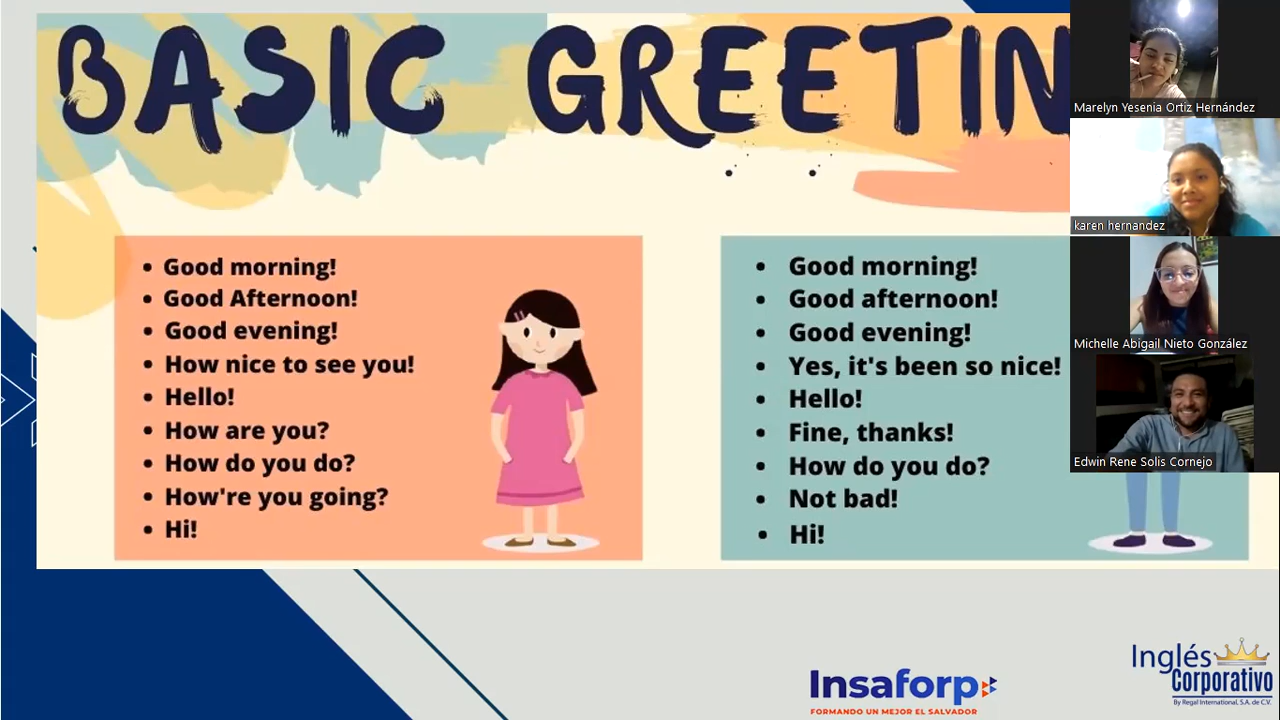 BASIC GREETIN
Good morning!
Good Afternoon!
Good evening!
How nice to see you!
Hello!
How are you?
How do you do?
How're you going?
Hi!
Good morning!
Good afternoon!
Good evening!
Yes, it's been so nice!
Hello!
Fine, thanks!
How do you do?
Not bad!
Hi!
Marelyn Yesenia Ortiz Hernández
karen hernandez
Michelle Abigail Nieto González
Edwin Rene Solis Cornejo
Insaforp
FORMANDO UN MEJOR EL SALVADOR
Inglés
Corporativo
By Regal International, S.A. de C.V.